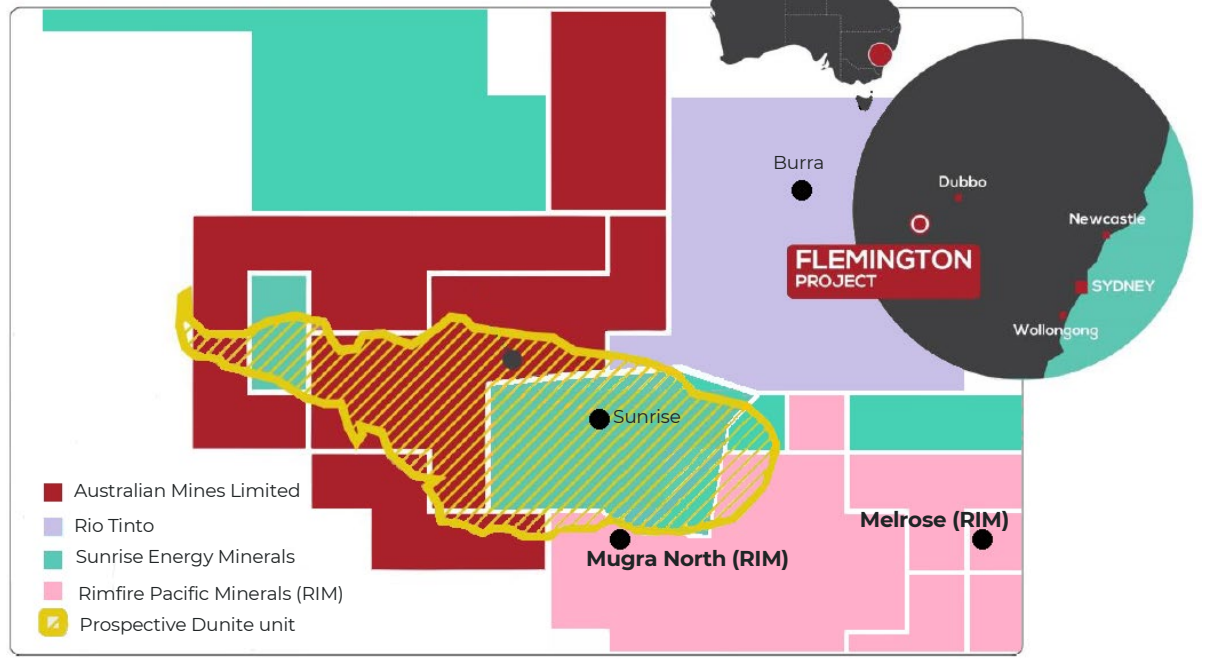 Burra
Dubbo
Newcastle
FLEMINGTON
PROJECT
SYDNEY
Wollongong
Sunrise
Australian Mines Limited
Rio Tinto
Sunrise Energy Minerals
Rimfire Pacific Minerals (RIM)
Prospective Dunite unit
Melrose (RIM)
Mugra North (RIM)